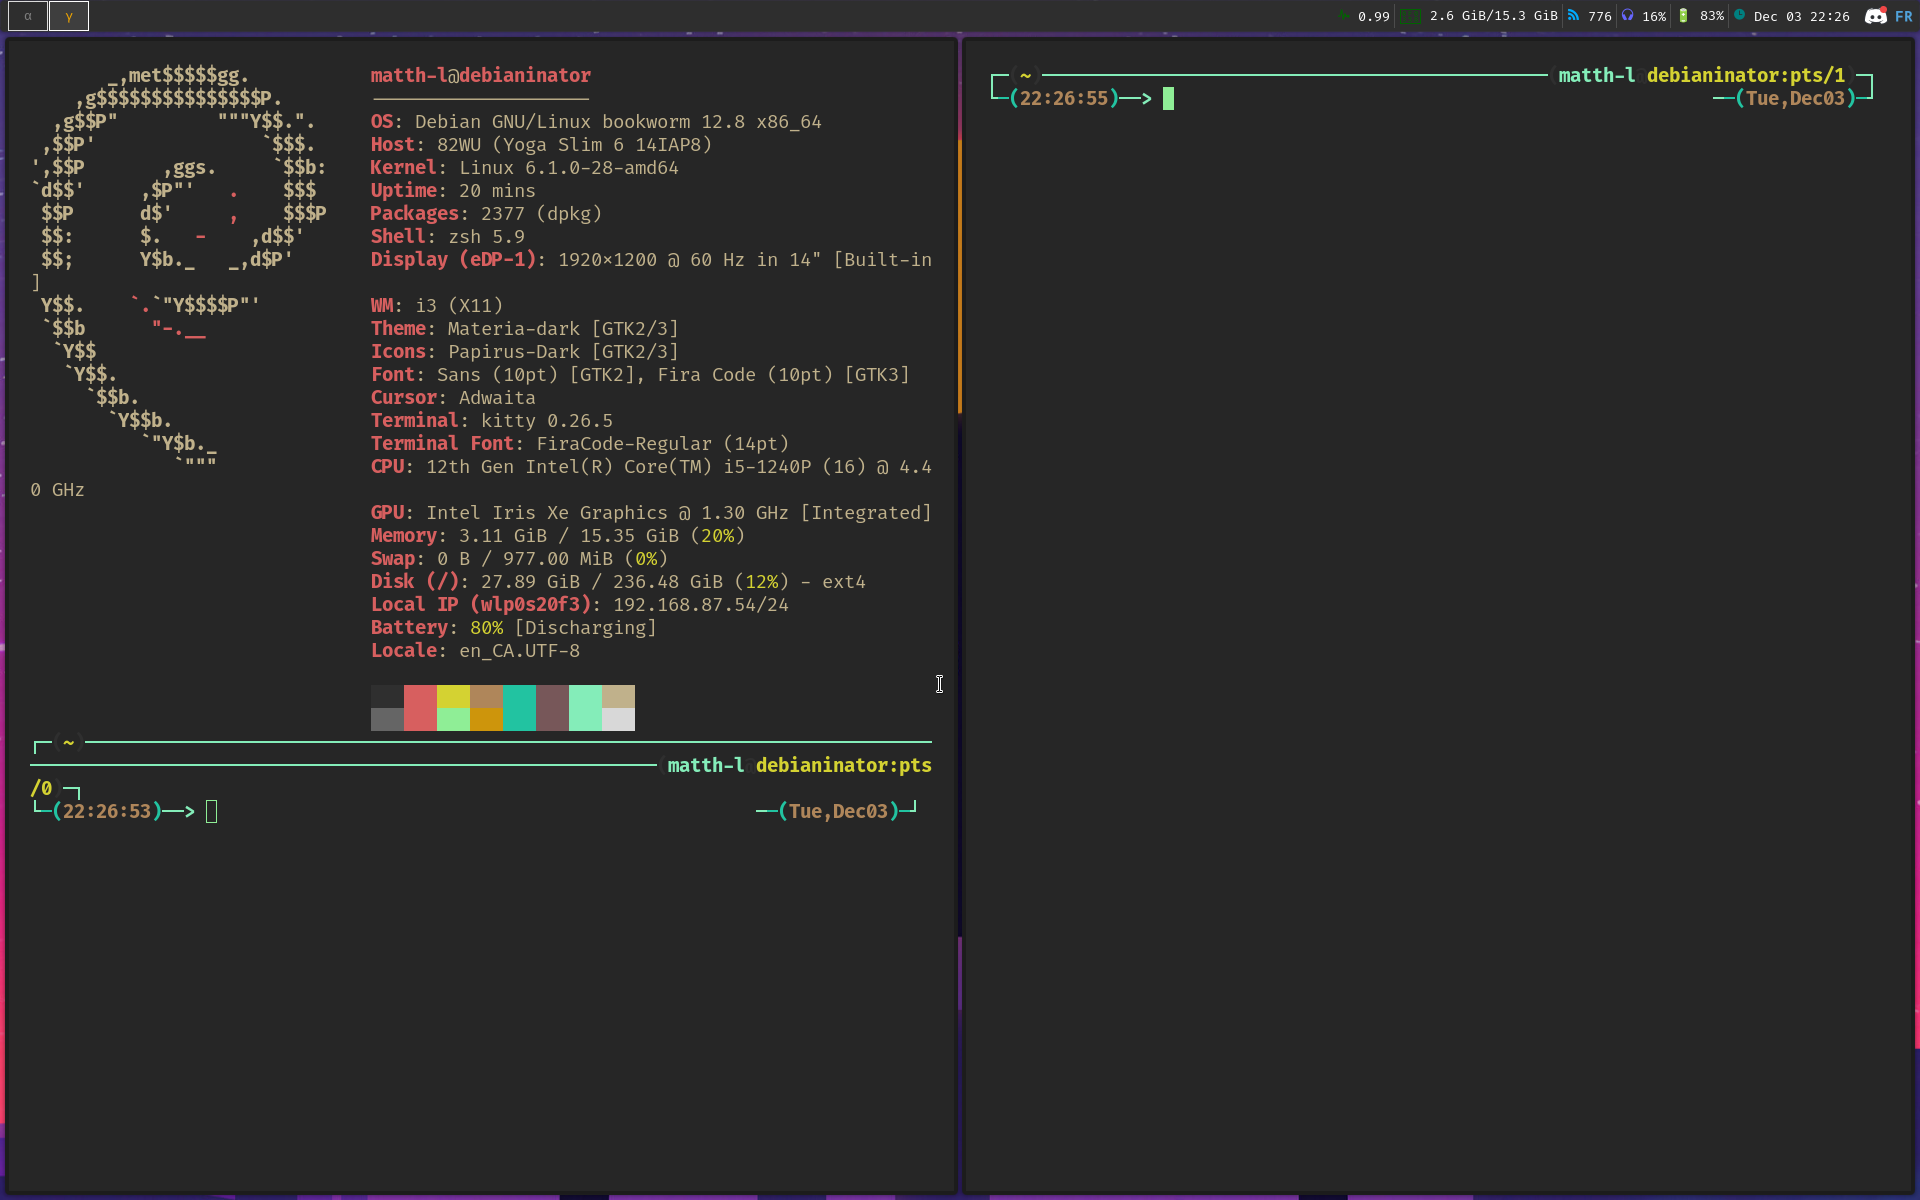 α γ 0.99 2.6 GiB/15.3 GiB 776 16% 83% Dec 03 22:26 FR
_,met$$$$$gg.
,g$$$$$$$$$$$$$$$P.
,g$$P"        """Y$$.".
,$$P'              `$$$.
',$$P       ,ggs.     `$$b:
`d$$'     ,$P"'   .    $$$
$$P      d$'     ,    $$$P
$$:      $.   -    ,d$$'
$$;      Y$b._   _,d$P'
Y$$.    `.`"Y$$$$P"'
`$$b      "-.__
`Y$$
`Y$$.
`$$b.
`Y$$b.
`"Y$b._
`"""
matth-l@debianinator
OS: Debian GNU/Linux bookworm 12.8 x86_64
Host: 82WU (Yoga Slim 6 14IAP8)
Kernel: Linux 6.1.0-28-amd64
Uptime: 20 mins
Packages: 2377 (dpkg)
Shell: zsh 5.9
Display (eDP-1): 1920×1200 @ 60 Hz in 14" [Built-in
]
WM: i3 (X11)
Theme: Materia-dark [GTK2/3]
Icons: Papirus-Dark [GTK2/3]
Font: Sans (10pt) [GTK2], Fira Code (10pt) [GTK3]
Cursor: Adwaita
Terminal: kitty 0.26.5
Terminal Font: FiraCode-Regular (14pt)
CPU: 12th Gen Intel(R) Core(TM) i5-1240P (16) @ 4.4
0 GHz
GPU: Intel Iris Xe Graphics @ 1.30 GHz [Integrated]
Memory: 3.11 GiB / 15.35 GiB (20%)
Swap: 0 B / 977.00 MiB (0%)
Disk (/): 27.89 GiB / 236.48 GiB (12%) - ext4
Local IP (wlp0s20f3): 192.168.87.54/24
Battery: 80% [Discharging]
Locale: en_CA.UTF-8
┌─(~)──────────
──────────(matth-l@debianinator:pts
/0)─┐
└─(22:26:53)──> ─(Tue,Dec03)─┘
┌─(~)──────────(matth-l@debianinator:pts/1)─┐
└─(22:26:55)──> ─(Tue,Dec03)─┘